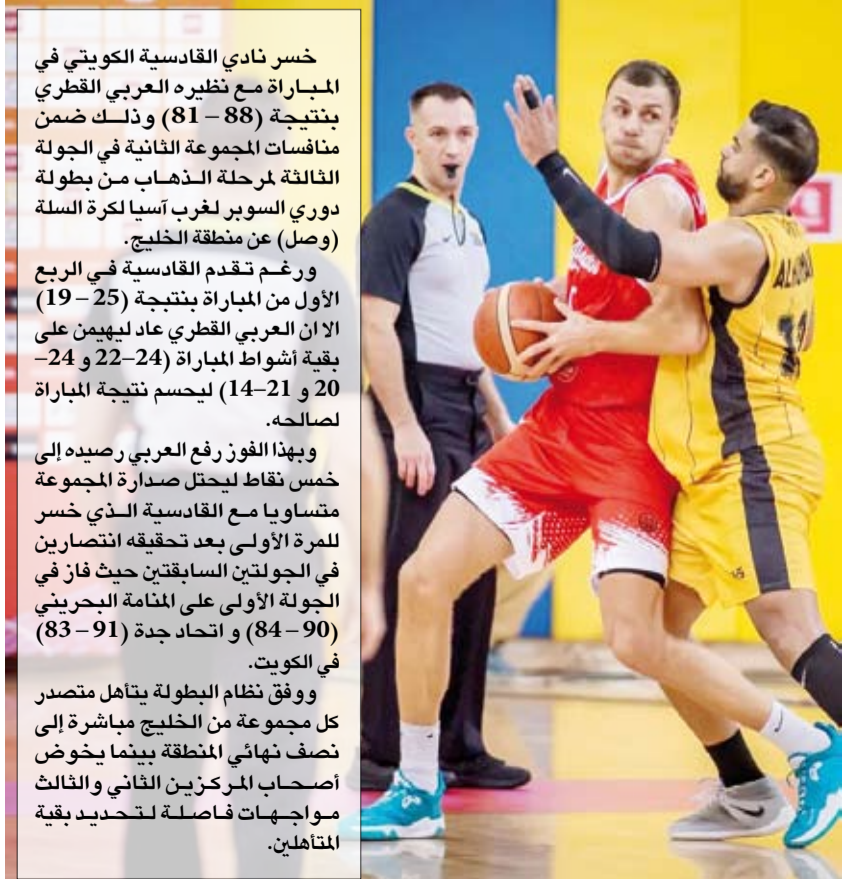 خسر نادي القادسية الكويتي في
المباراة مع نظيره العربي القطري
بنتيجة (88 – 81) وذلك ضمن
منافسات المجموعة الثانية في الجولة
الثالثة لمرحلة الذهاب من بطولة
دوري السوبر لغرب آسيا لكرة السلة
(وصل) عن منطقة الخليج.
ورغم تقدم القادسية في الربع
الأول من المباراة بنتيجة (25 – 19)
الا ان العربي القطري عاد ليهيمن على
بقية أشواط المباراة (24–22 و 24–
20 و 21–14) ليحسم نتيجة المباراة
لصالحه.
وبهذا الفوز رفع العربي رصيده إلى
خمس نقاط ليحتل صدارة المجموعة
متساويا مع القادسية الذي خسر
للمرة الأولى بعد تحقيقه انتصارين
في الجولتين السابقتين حيث فاز في
الجولة الأولى على المنامة البحريني
(90 – 84) و اتحاد جدة (91 – 83)
في الكويت.
ووفق نظام البطولة يتأهل متصدر
كل مجموعة من الخليج مباشرة إلى
نصف نهائي المنطقة بينما يخوض
أصحاب المركزين الثاني والثالث
مواجهات فاصلة لتحديد بقية
المتأهلين.